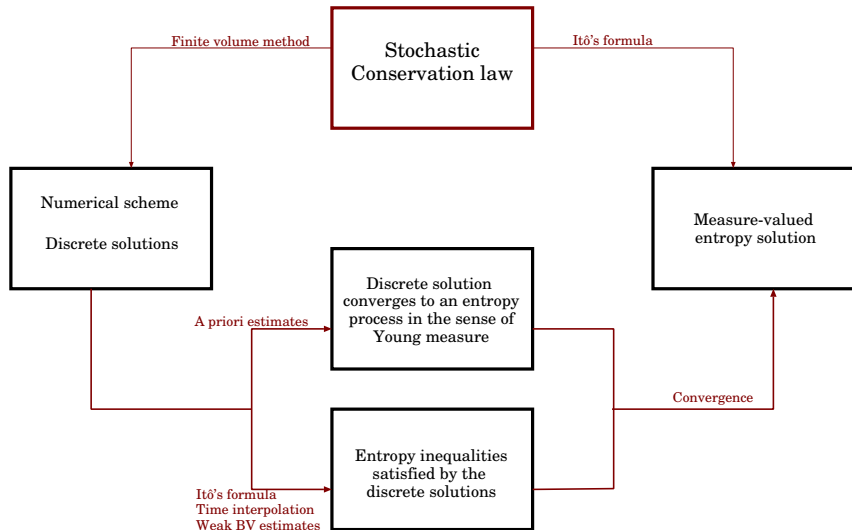 Finite volume method
Stochastic
Conservation law
Itô's formula
Numerical scheme
Discrete solutions
Measure-valued
entropy solution
Discrete solution
converges to an entropy
process in the sense of
Young measure
A priori estimates
Convergence
Entropy inequalities
satisfied by the
discrete solutions
Itô's formula
Time interpolation
Weak BV estimates